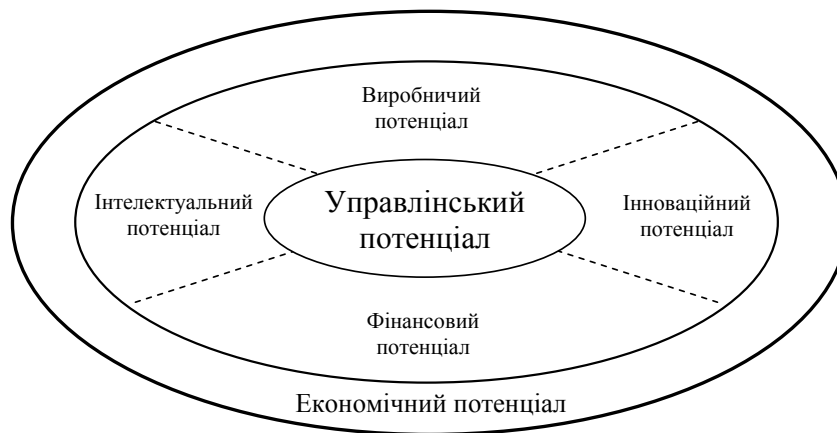 Виробничий
потенціал
Інтелектуальний
потенціал
Управлінський
потенціал
Інноваційний
потенціал
Фінансовий
потенціал
Економічний потенціал